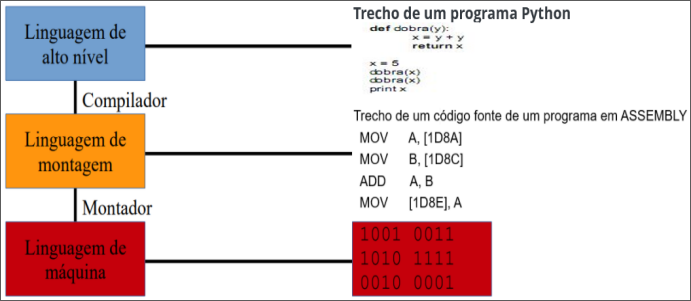 Linguagem de
alto nível
Compilador
Linguagem de
montagem
Montador
Linguagem de
máquina
Trecho de um programa Python
def dobra(y):
x = y + y
return x
x = 5
dobra(x)
dobra(x)
print x
Trecho de um código fonte de um programa em ASSEMBLY
MOV A, [1D8A]
MOV B, [1D8C]
ADD A, B
MOV [1D8E], A
1001 0011
1010 1111
0010 0001